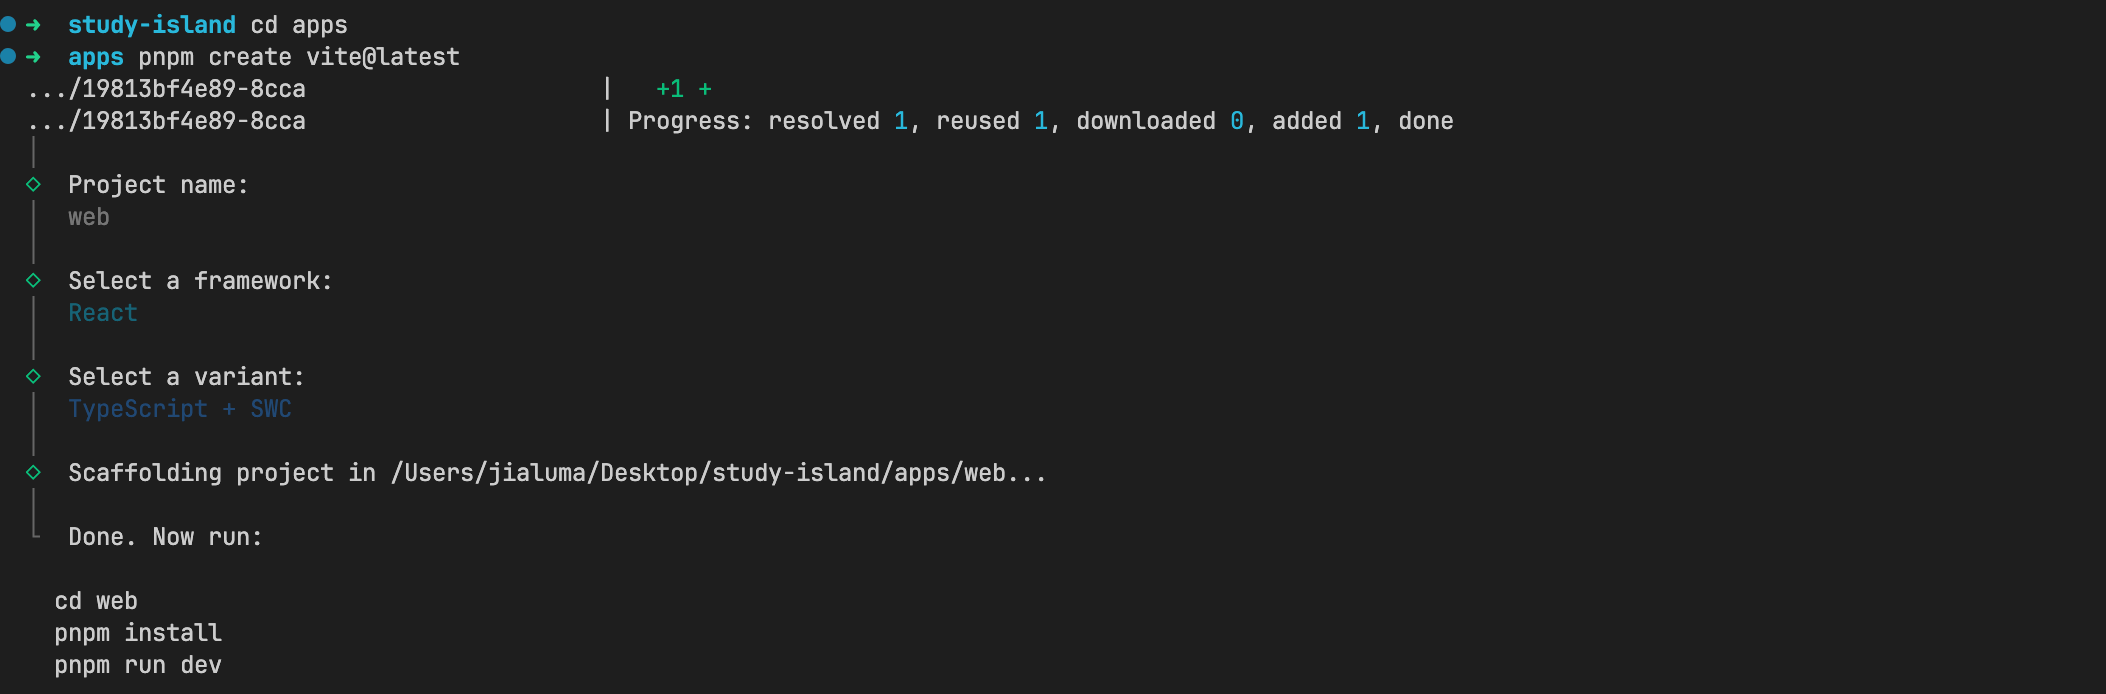 ➜  study-island cd apps
➜  apps pnpm create vite@latest
.../19813bf4e89-8cca                     |   +1 +
.../19813bf4e89-8cca                     | Progress: resolved 1, reused 1, downloaded 0, added 1, done
Project name:
web
Select a framework:
React
Select a variant:
TypeScript + SWC
Scaffolding project in /Users/jialuma/Desktop/study-island/apps/web...
Done. Now run:
cd web
pnpm install
pnpm run dev